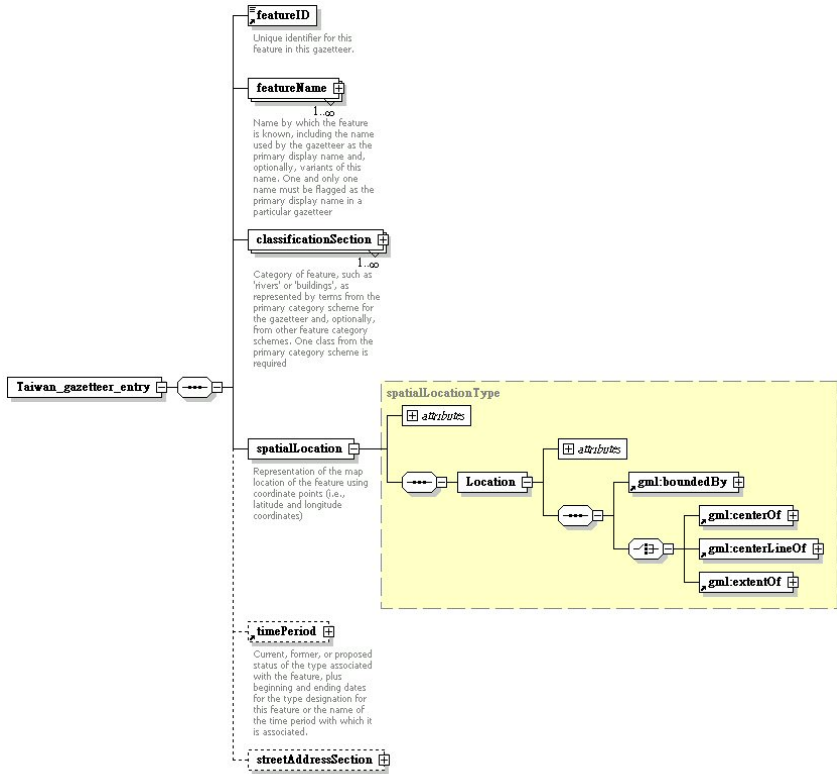 featureID
Unique identifier for this
feature in this gazetteer.
featureName
1..∞
Name by which the feature
is known, including the name
used by the gazetteer as the
primary display name and,
optionally, variants of this
name. One and only one
name must be flagged as the
primary display name in a
particular gazetteer
classificationSection
1..∞
Category of feature, such as
'rivers' or 'buildings', as
represented by terms from the
primary category scheme for
the gazetteer and, optionally,
from other feature category
schemes. One class from the
primary category scheme is
required
Taiwan_gazetteer_entry
spatialLocationType
attributes
spatialLocation
attributes
Representation of the map
location of the feature using
coordinate points (i.e.,
latitude and longitude
coordinates)
Location
gml:boundedBy
gml:centerOf
gml:centerLineOf
gml:extentOf
timePeriod
Current, former, or proposed
status of the type associated
with the feature, plus
beginning and ending dates
for the type designation for
this feature or the name of
the time period with which it
is associated.
streetAddressSection